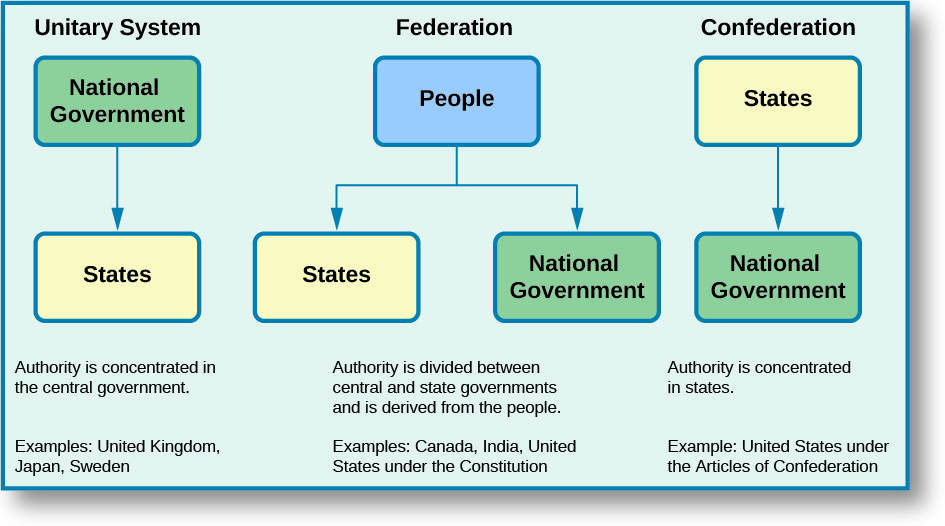 Unitary System
National
Government
States
Authority is concentrated in
the central government.
Examples: United Kingdom,
Japan, Sweden
Federation
People
States
National
Government
Authority is divided between
central and state governments
and is derived from the people.
Examples: Canada, India, United
States under the Constitution
Confederation
States
National
Government
Authority is concentrated
in states.
Example: United States under
the Articles of Confederation